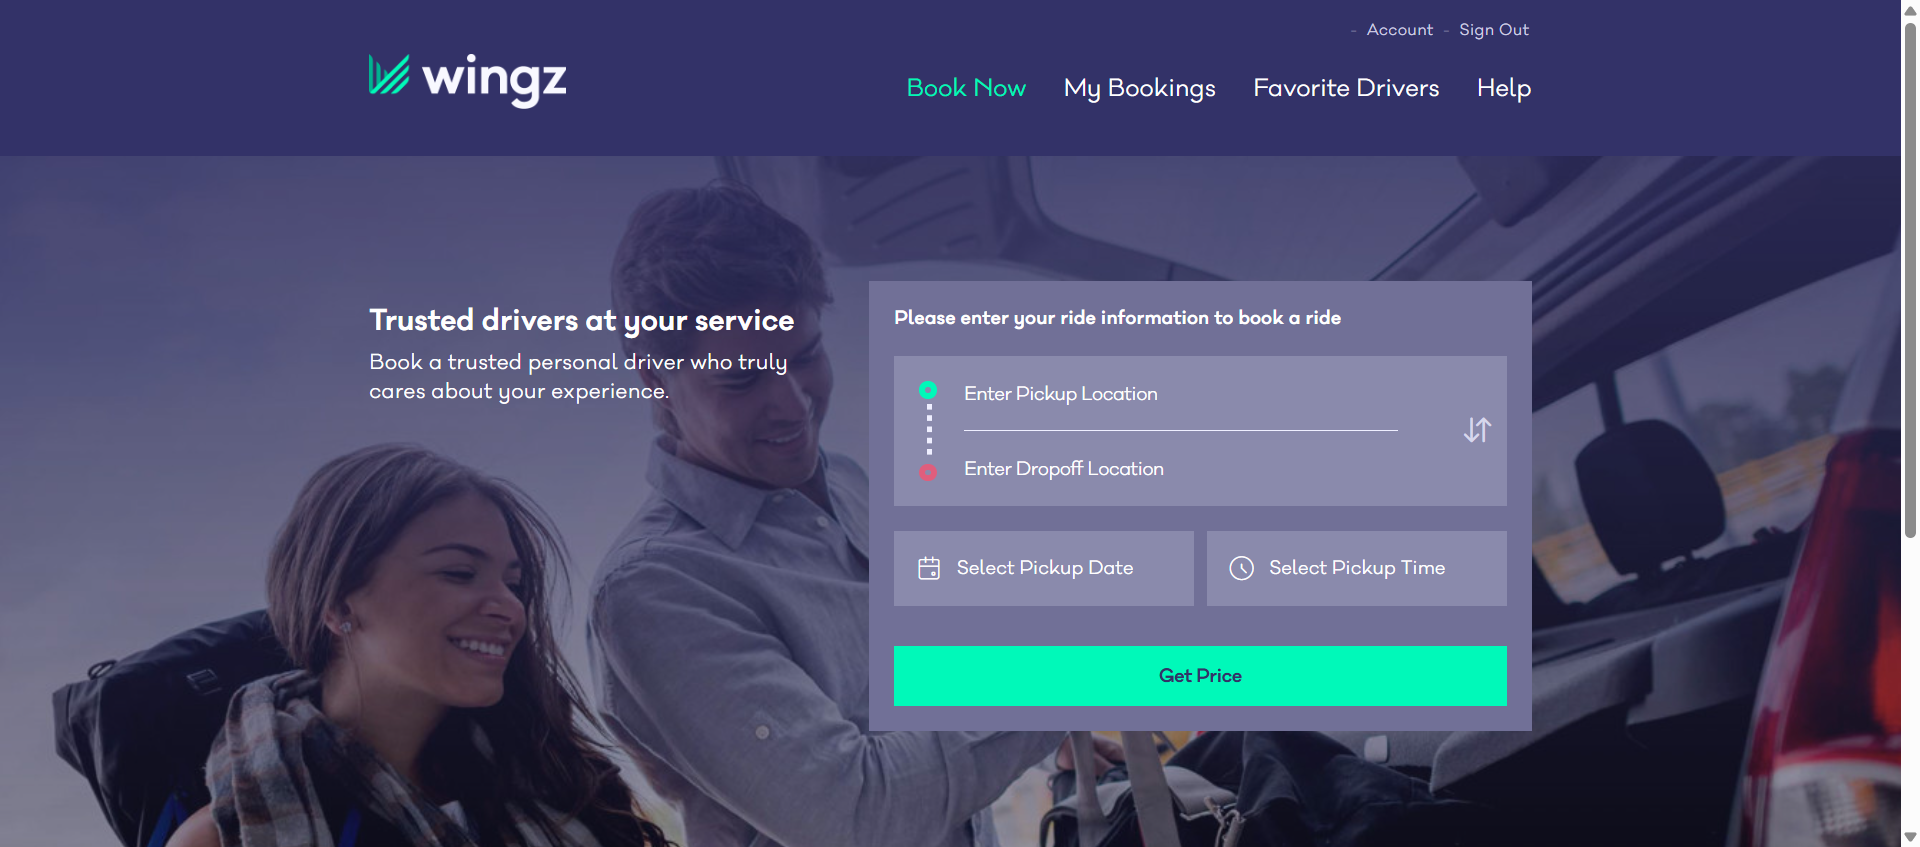 - Account - Sign Out
wingz
Book Now My Bookings Favorite Drivers Help
Trusted drivers at your service
Book a trusted personal driver who truly
cares about your experience.
Please enter your ride information to book a ride
Enter Pickup Location
Enter Dropoff Location
Select Pickup Date Select Pickup Time
Get Price